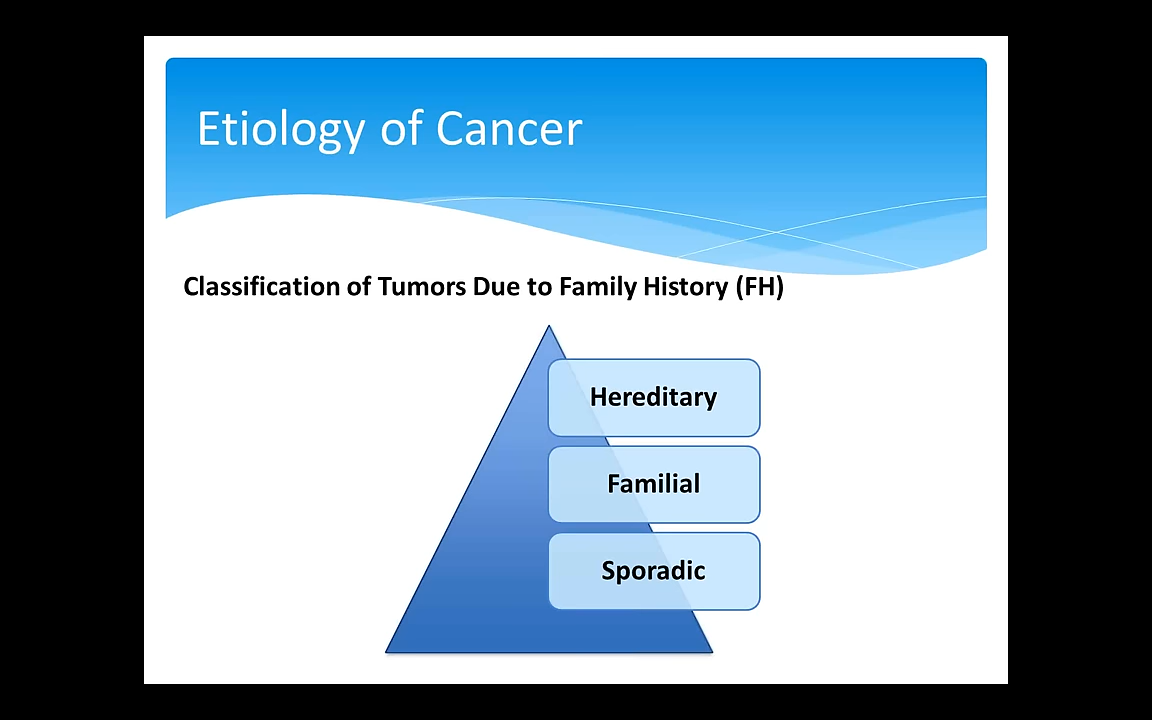 Etiology of Cancer
Classification of Tumors Due to Family History (FH)
Hereditary
Familial
Sporadic